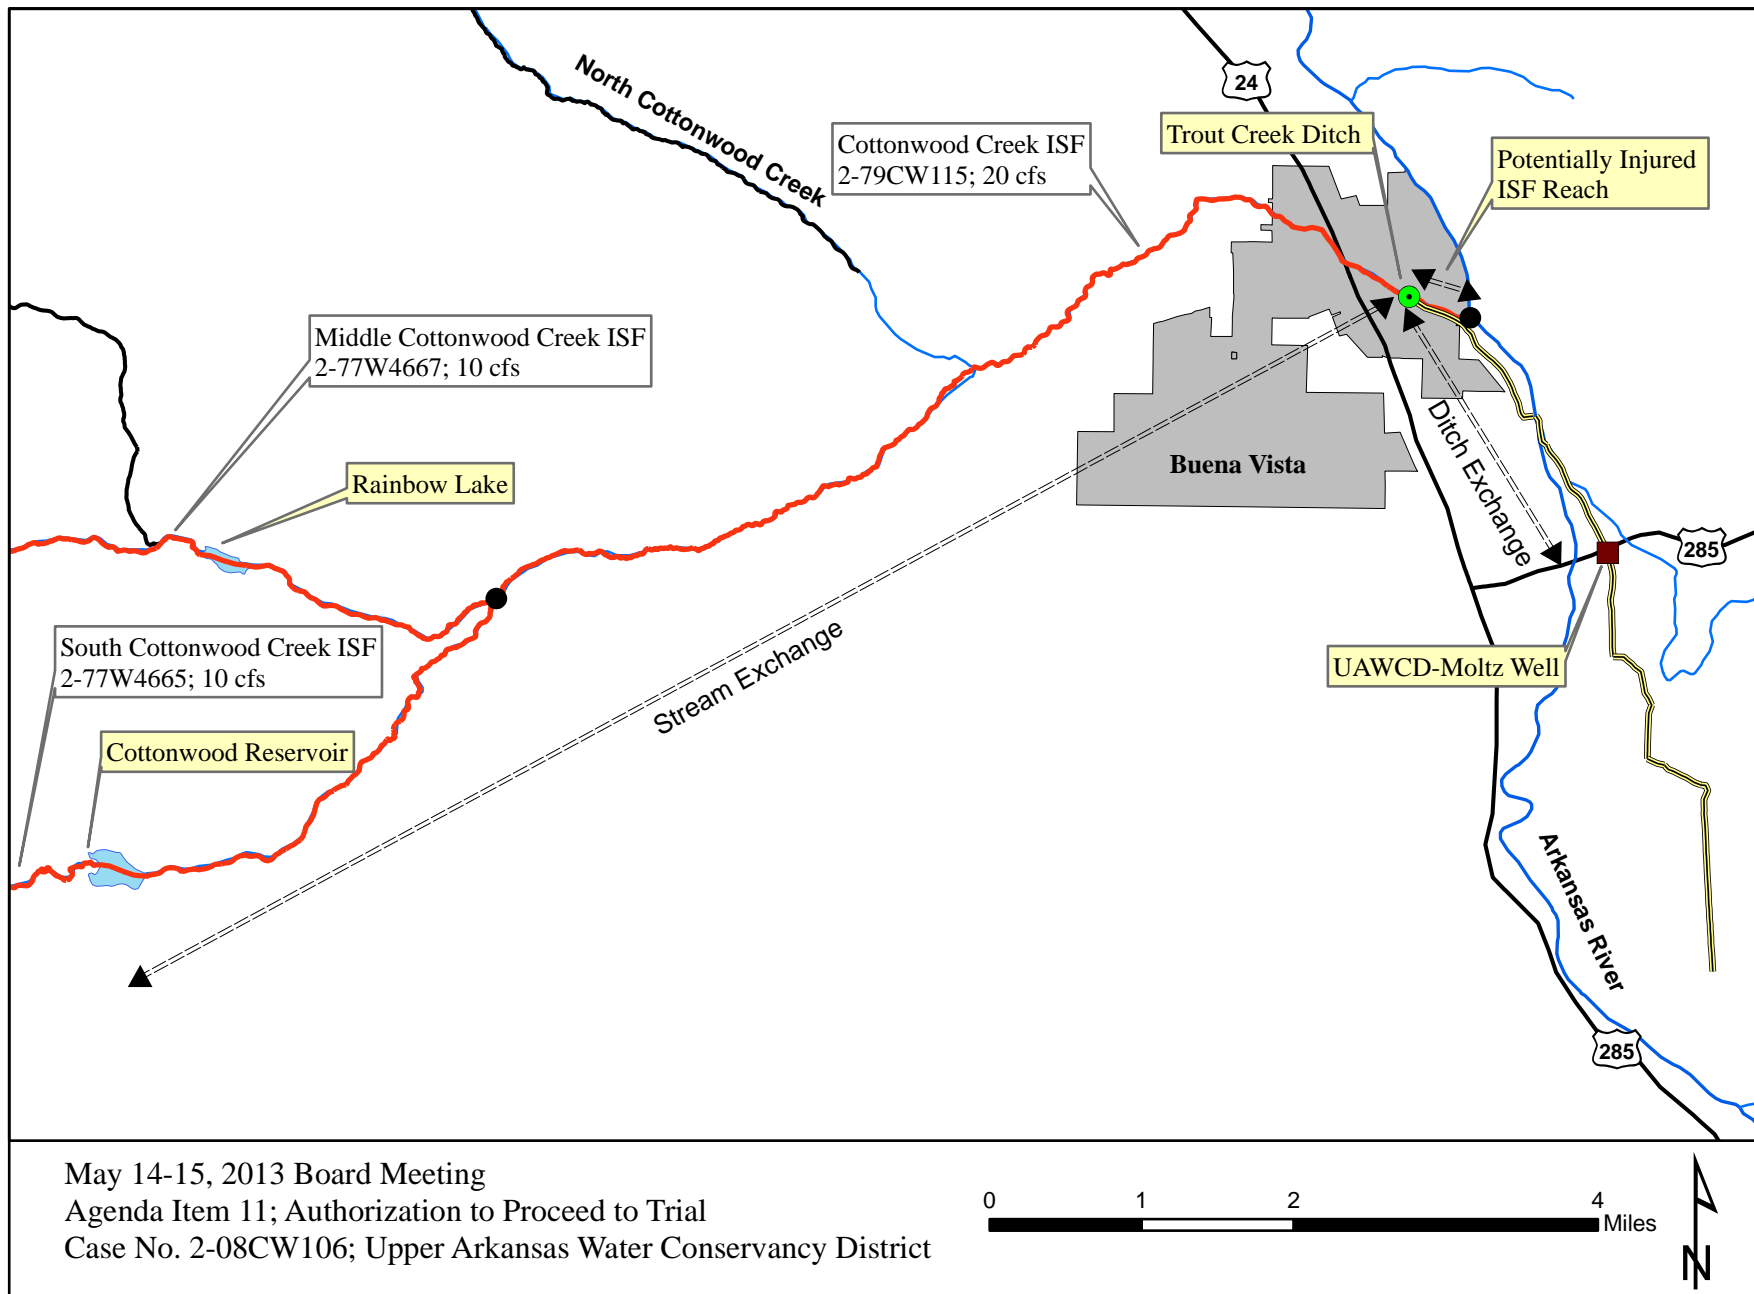 24
North Cottonwood Creek
Cottonwood Creek ISF
2-79CW115; 20 cfs
Trout Creek Ditch
Potentially Injured
ISF Reach
Middle Cottonwood Creek ISF
2-77W4667; 10 cfs
Rainbow Lake
Buena Vista
Ditch Exchange
285
South Cottonwood Creek ISF
2-77W4665; 10 cfs
Stream Exchange
UAWCD-Moltz Well
Cottonwood Reservoir
Arkansas River
285
May 14-15, 2013 Board Meeting
Agenda Item 11; Authorization to Proceed to Trial
Case No. 2-08CW106; Upper Arkansas Water Conservancy District
0 1 2 4
Miles
N